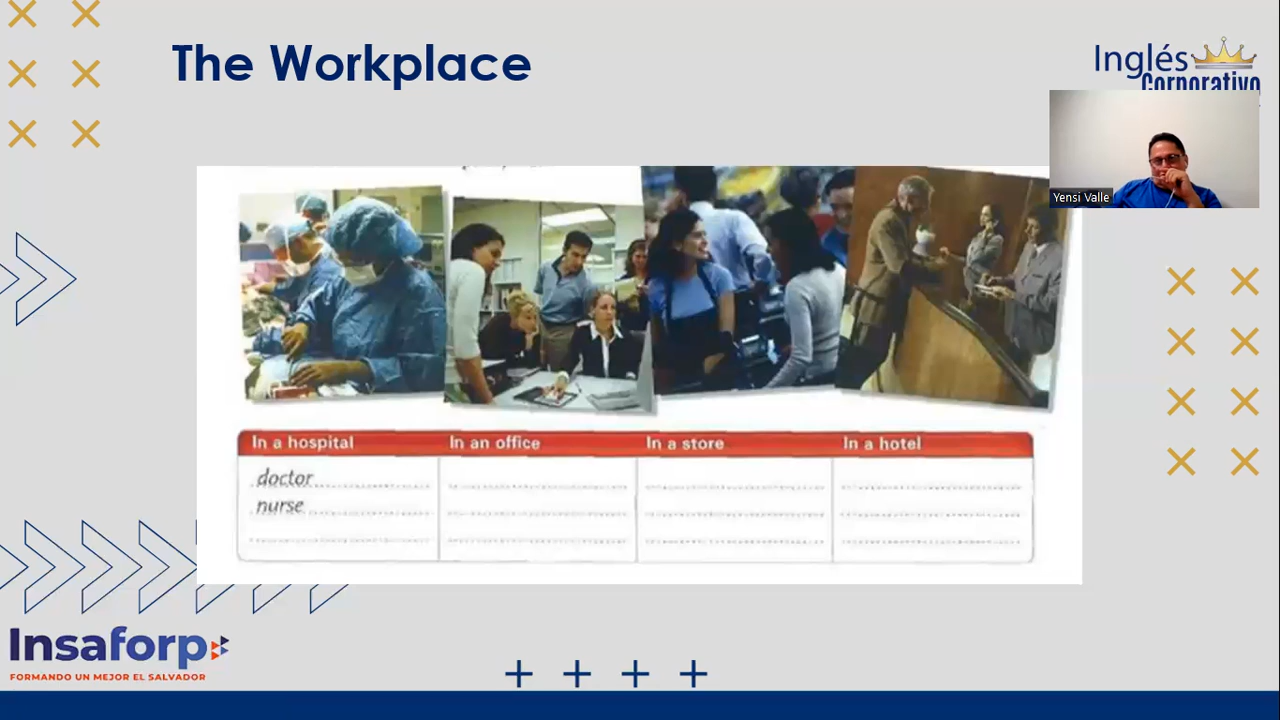 The Workplace
Inglés
Corporativo
Yensi Valle
In a hospital
In an office
In a store
In a hotel
doctor
nurse
Insaforp
FORMANDO UN MEJOR EL SALVADOR